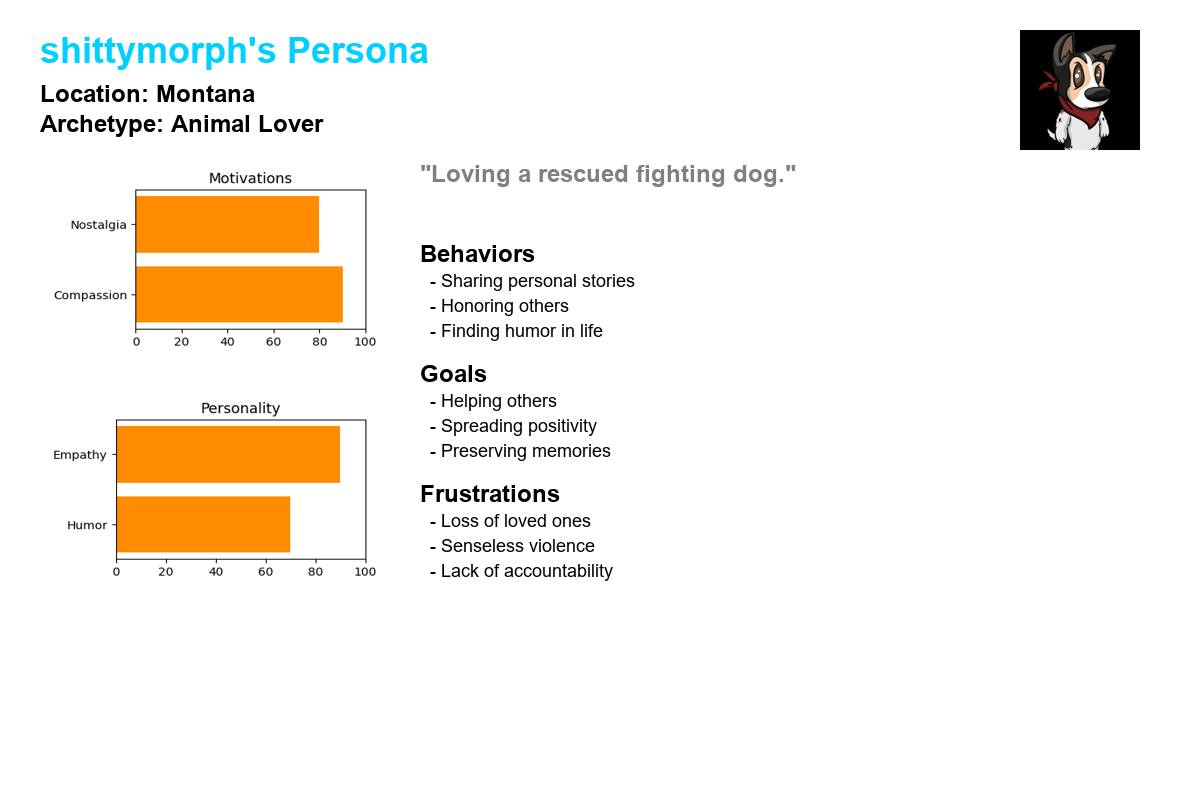 shittymorph's Persona
Location: Montana
Archetype: Animal Lover
Motivations
Nostalgia
Compassion
0 20 40 60 80 100
Personality
Empathy
Humor
0 20 40 60 80 100
"Loving a rescued fighting dog."
Behaviors
- Sharing personal stories
- Honoring others
- Finding humor in life
Goals
- Helping others
- Spreading positivity
- Preserving memories
Frustrations
- Loss of loved ones
- Senseless violence
- Lack of accountability